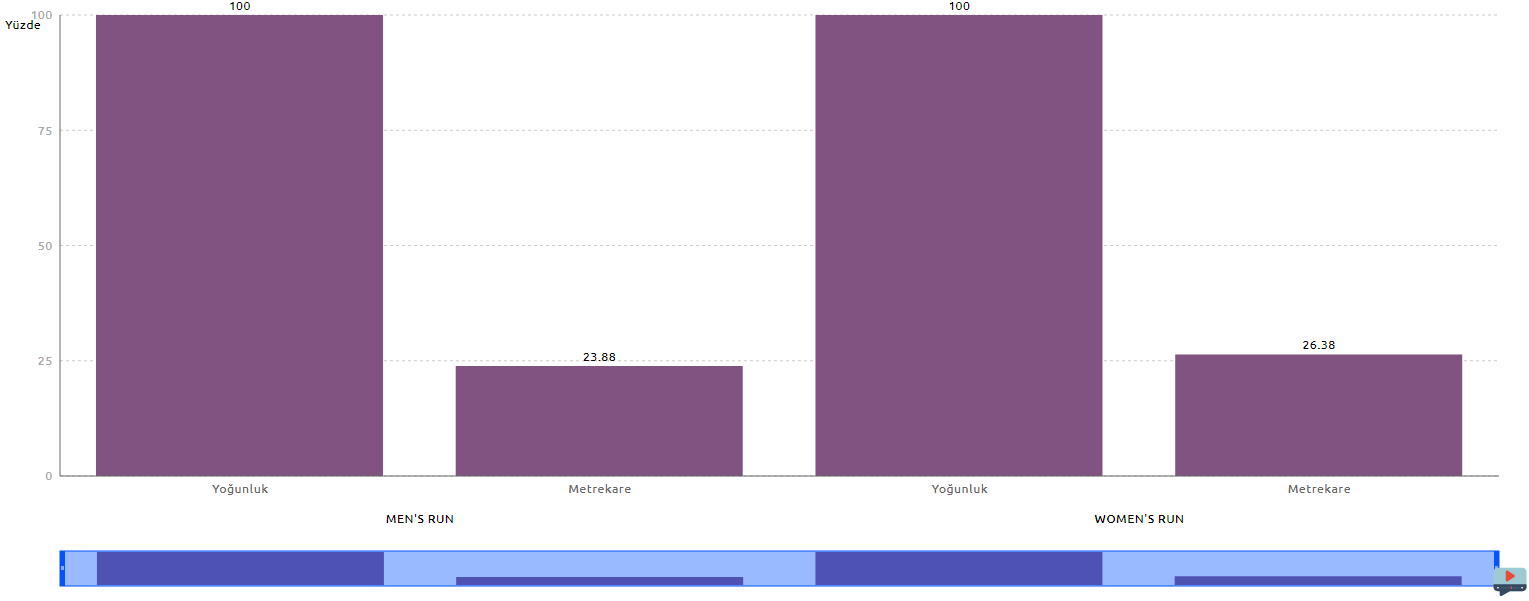 100
100
100
Yüzde
75
50
23.88
26.38
25
0
Yoğunluk
Metrekare
Yoğunluk
Metrekare
MEN'S RUN
WOMEN'S RUN